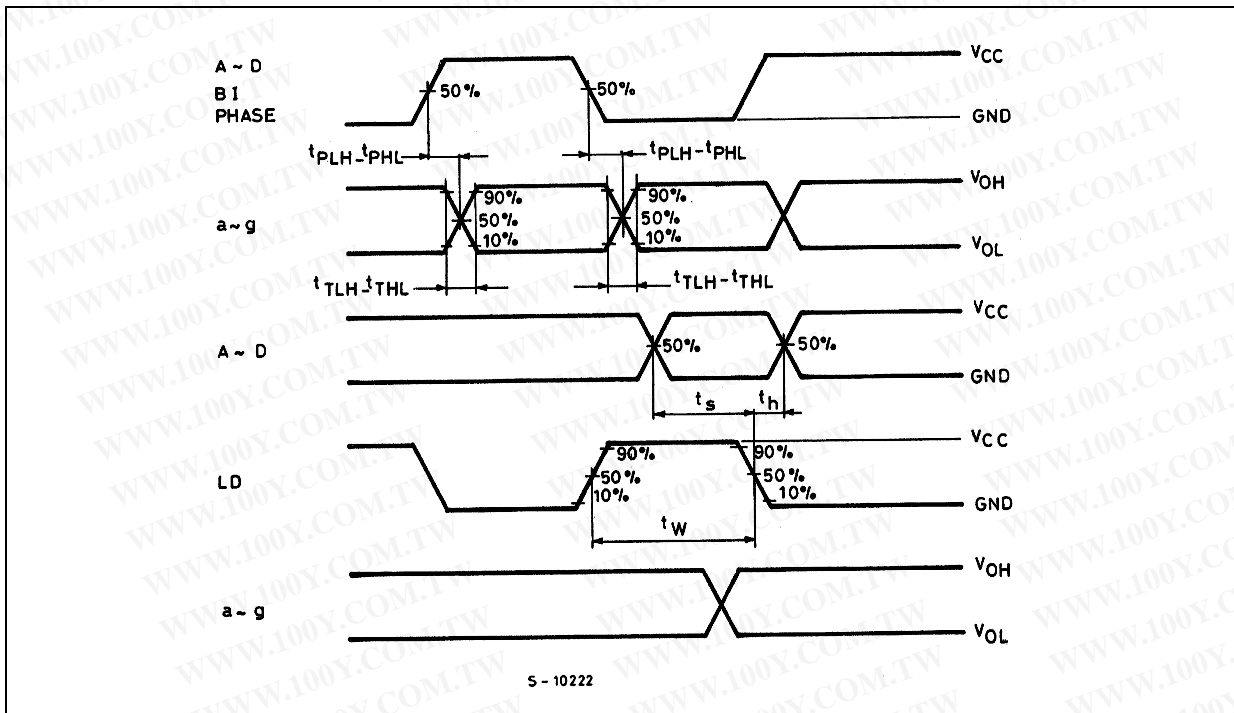 A ~ D
BI
PHASE
50%
50%
VCC
GND
tPLH-tPHL
tPLH-tPHL
a~g
90%
50%
10%
90%
50%
10%
VOH
VOL
tTLH-tTHL
tTLH-tTHL
A ~ D
50%
50%
VCC
GND
ts
th
LD
90%
50%
10%
90%
50%
10%
VCC
GND
tW
a~g
VOH
VOL
S-10222
WWW.100Y.COM.TW